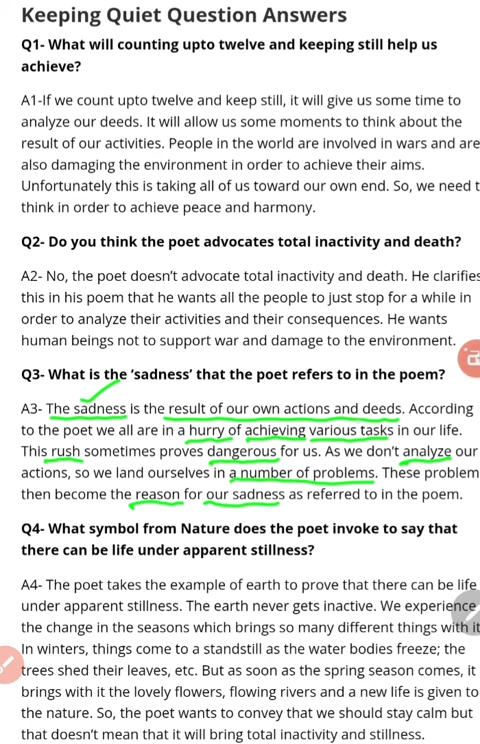 Keeping Quiet Question Answers
Q1- What will counting upto twelve and keeping still help us
achieve?
A1-If we count upto twelve and keep still, it will give us some time to
analyze our deeds. It will allow us some moments to think about the
result of our activities. People in the world are involved in wars and are
also damaging the environment in order to achieve their aims.
Unfortunately this is taking all of us toward our own end. So, we need t
think in order to achieve peace and harmony.
Q2- Do you think the poet advocates total inactivity and death?
A2- No, the poet doesn't advocate total inactivity and death. He clarifies
this in his poem that he wants all the people to just stop for a while in
order to analyze their activities and their consequences. He wants
human beings not to support war and damage to the environment.
Q3- What is the 'sadness' that the poet refers to in the poem?
A3- The sadness is the result of our own actions and deeds. According
to the poet we all are in a hurry of achieving various tasks in our life.
This rush sometimes proves dangerous for us. As we don't analyze our
actions, so we land ourselves in a number of problems. These problem
then become the reason for our sadness as referred to in the poem.
Q4- What symbol from Nature does the poet invoke to say that
there can be life under apparent stillness?
A4- The poet takes the example of earth to prove that there can be life
under apparent stillness. The earth never gets inactive. We experience
the change in the seasons which brings so many different things with it
In winters, things come to a standstill as the water bodies freeze; the
trees shed their leaves, etc. But as soon as the spring season comes, it
brings with it the lovely flowers, flowing rivers and a new life is given to
the nature. So, the poet wants to convey that we should stay calm but
that doesn't mean that it will bring total inactivity and stillness.